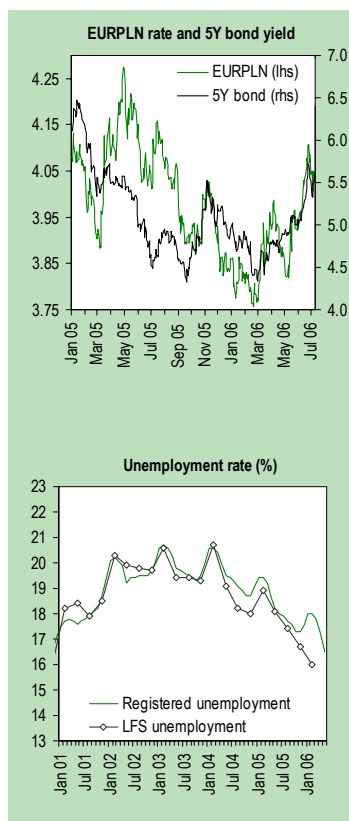 EURPLN rate and 5Y bond yield
7.0
4.25
EURPLN (lhs)
6.5
5Y bond (rhs)
4.15
6.0
4.05
5.5
3.95
5.0
3.85
4.5
3.75
4.0
Jan 05
Mar 05
May 05
Jul 05
Sep 05
Nov 05
Jan 06
Mar 06
May 06
Jul 06
Unemployment rate (%)
23
22
21
20
19
18
17
16
15
14
13
Registered unemployment
LFS unemployment
Jan 01
Jul 01
Jan 02
Jul 02
Jan 03
Jul 03
Jan 04
Jul 04
Jan 05
Jul 05
Jan 06